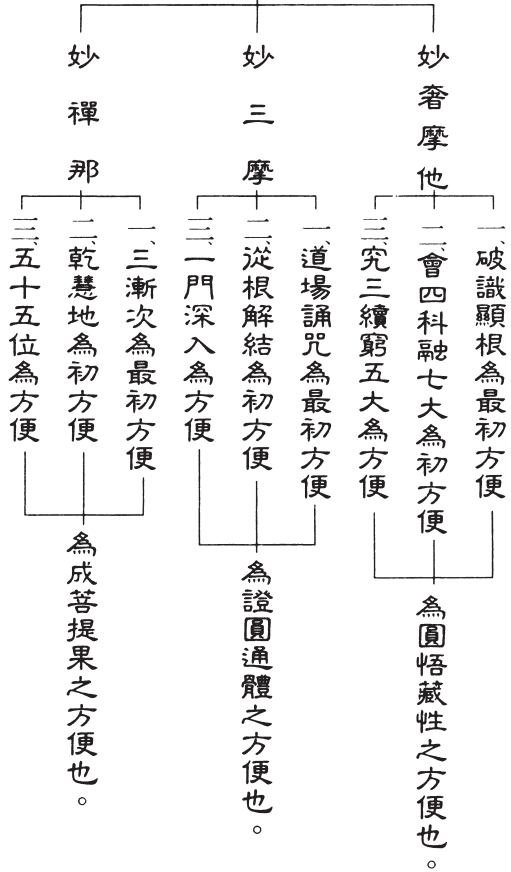 妙奢摩他
一、破識顯根為最初方便
二、會四科融七大為初方便
三、究三續窮五大為方便
為圓悟藏性之方便也。
妙三摩
一、道場誦咒為最初方便
二、從根解結為初方便
三、一門深入為方便
為證圓通體之方便也。
妙禪那
一、三漸次為最初方便
二、乾慧地為初方便
三、五十五位為方便
為成菩提果之方便也。